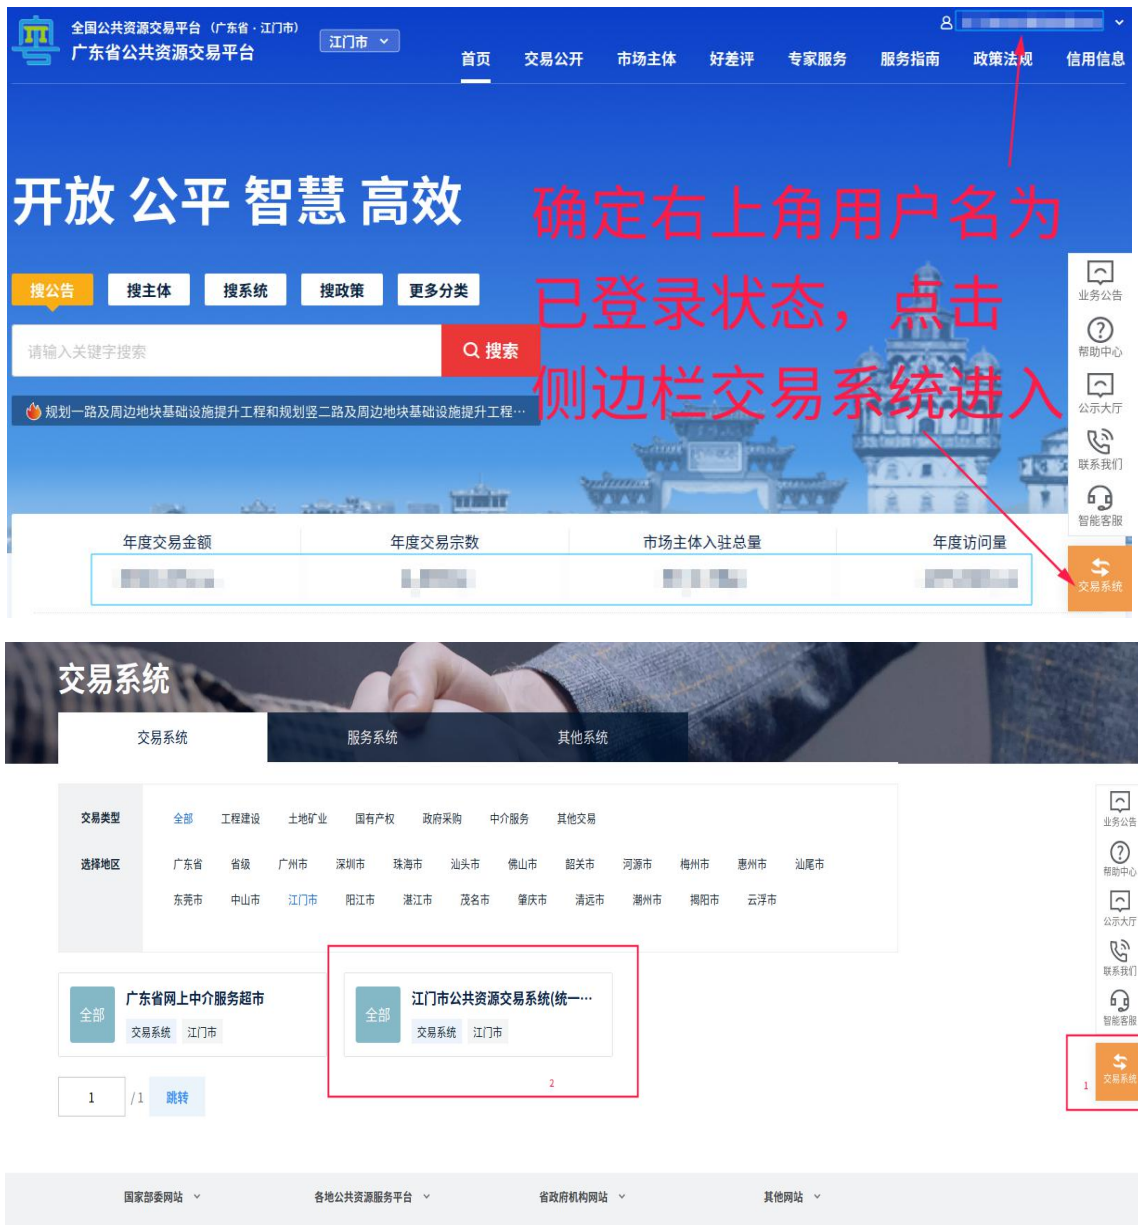 全国公共资源交易平台（广东省·江门市）
广东省公共资源交易平台
江门市
首页 交易公开 市场主体 好差评 专家服务 服务指南 政策法规 信用信息
开放 公平 智慧 高效
确定右上角用户名为
已登录状态，点击
侧边栏交易系统进入
搜公告 搜主体 搜系统 搜政策 更多分类
请输入关键字搜索
搜索
规划一路及周边地块基础设施提升工程和规划竖二路及周边地块基础设施提升工程…
业务公告
帮助中心
公示大厅
联系我们
智能客服
交易系统
年度交易金额 年度交易宗数 市场主体入驻总量 年度访问量
交易系统
交易系统 服务系统 其他系统
交易类型 全部 工程建设 土地矿业 国有产权 政府采购 中介服务 其他交易
选择地区 广东省 省级 广州市 深圳市 珠海市 汕头市 佛山市 韶关市 河源市 梅州市 惠州市 汕尾市
东莞市 中山市 江门市 阳江市 湛江市 茂名市 肇庆市 清远市 潮州市 揭阳市 云浮市
全部
广东省网上中介服务超市
交易系统 江门市
全部
江门市公共资源交易系统(统一…
交易系统 江门市
2
1 /1 跳转
业务公告
帮助中心
公示大厅
联系我们
智能客服
交易系统
1
国家部委网站 各地公共资源服务平台 省政府机构网站 其他网站